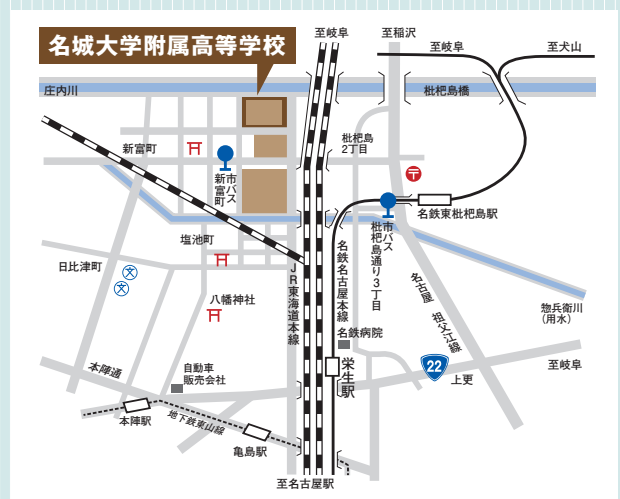 名城大学附属高等学校
至岐阜
至稲沢
至岐阜
至犬山
庄内川
枇杷島橋
新富町
枇杷島
2丁目
市バス
新富町
〒
名鉄東枇杷島駅
塩池町
市バス
枇杷島通り3丁目
日比津町
文
文
八幡神社
JR東海道本線
名鉄名古屋本線
名古屋 祖父江線
惣兵衛川
(用水)
名鉄病院
栄生駅
22
上更
至岐阜
本陣通
自動車
販売会社
本陣駅
地下鉄東山線
亀島駅
至名古屋駅